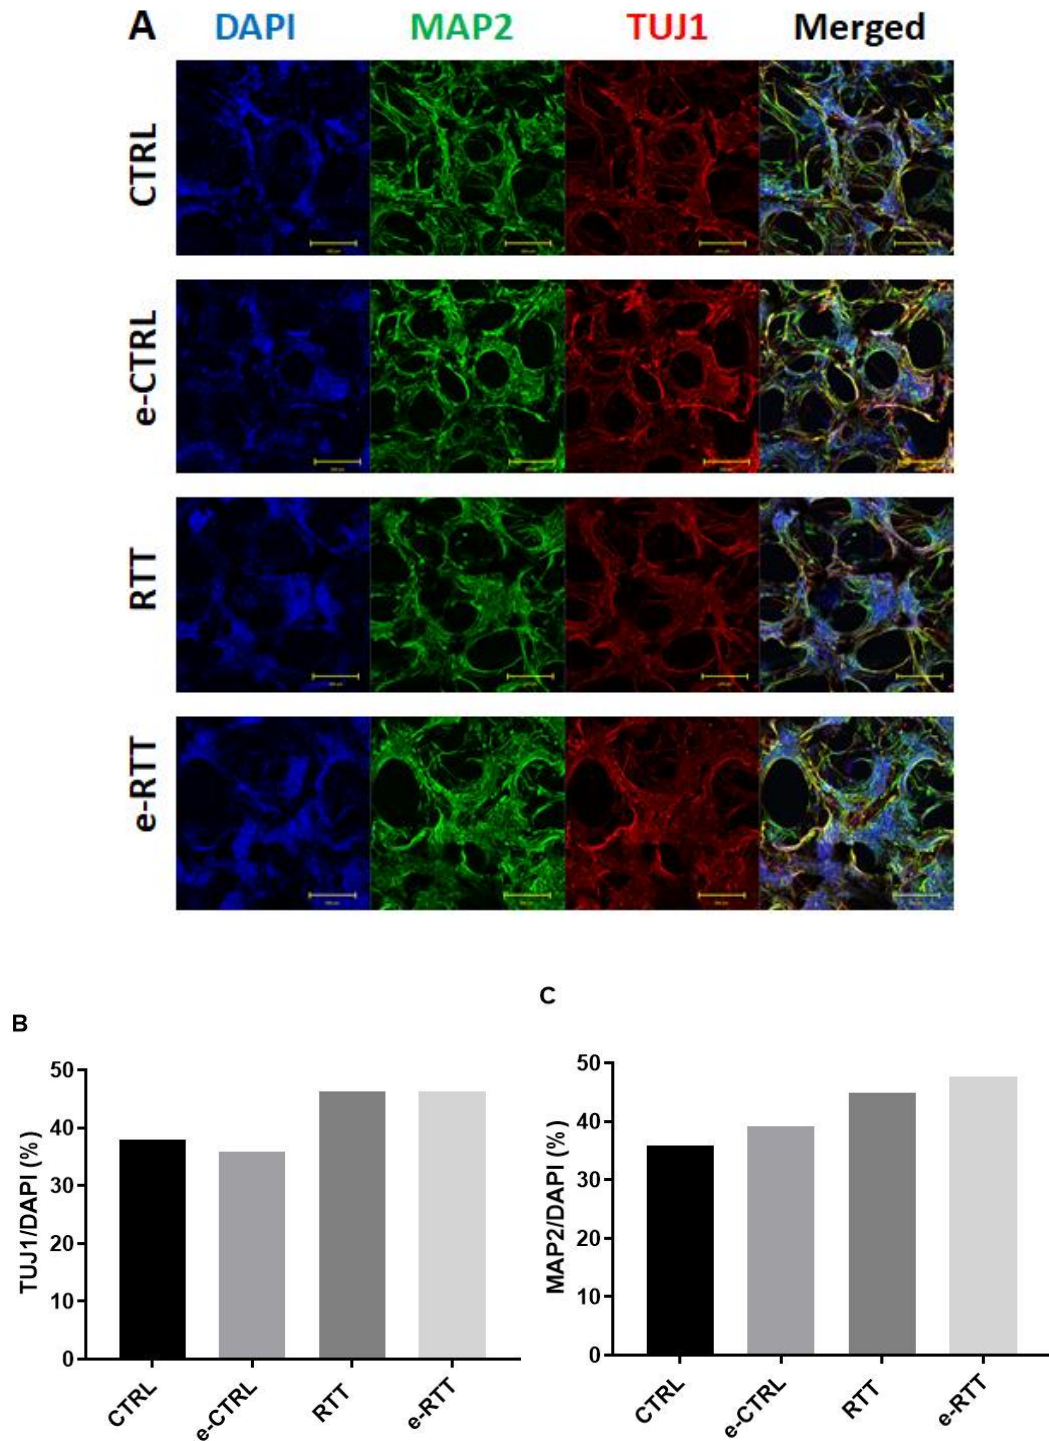 A DAPI MAP2 TUJ1 Merged
CTRL
e-CTRL
RTT
e-RTT
B
TUJ1/DAPI (%)
50
40
30
20
10
0
CTRL e-CTRL RTT e-RTT
C
MAP2/DAPI (%)
50
40
30
20
10
0
CTRL e-CTRL RTT e-RTT